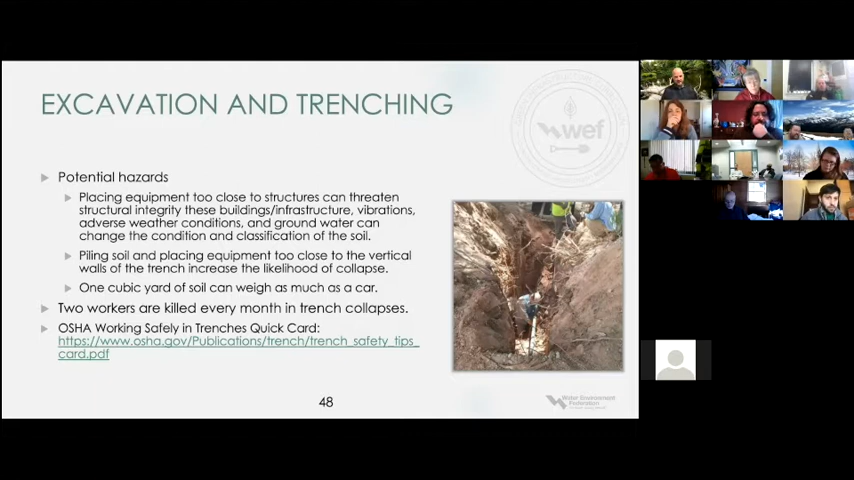 EXCAVATION AND TRENCHING
wef
Potential hazards
Placing equipment too close to structures can threaten
structural integrity these buildings/infrastructure, vibrations,
adverse weather conditions, and ground water can
change the condition and classification of the soil.
Piling soil and placing equipment too close to the vertical
walls of the trench increase the likelihood of collapse.
One cubic yard of soil can weigh as much as a car.
Two workers are killed every month in trench collapses.
OSHA Working Safely in Trenches Quick Card:
https://www.osha.gov/Publications/trench/trench_safety_tips_
card.pdf
48
Water Environment
Federation